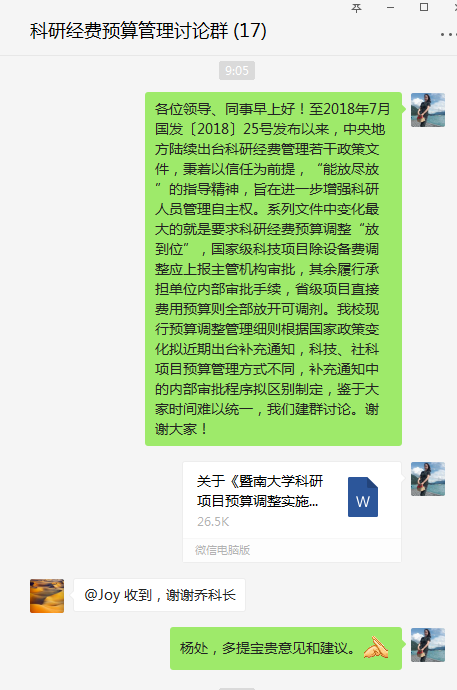 科研经费预算管理讨论群 (17)
9:05
各位领导、同事早上好！至2018年7月
国发〔2018〕25号发布以来，中央地
方陆续出台科研经费管理若干政策文
件，秉着以信任为前提，“能放尽放
”的指导精神，旨在进一步增强科研
人员管理自主权。系列文件中变化最
大的就是要求科研经费预算调整“放
到位”，国家级科技项目除设备费调
整应上报主管机构审批，其余履行承
担单位内部审批手续，省级项目直接
费用预算则全部放开可调剂。我校现
行预算调整管理细则根据国家政策变
化拟近期出台补充通知，科技、社科
项目预算管理方式不同，补充通知中
的内部审批程序拟区别制定，鉴于大
家时间难以统一，我们建群讨论。谢
谢大家！
关于《暨南大学科研
项目预算调整实施...
26.5K
W
微信电脑版
@Joy 收到，谢谢乔科长
杨处，多提宝贵意见和建议。